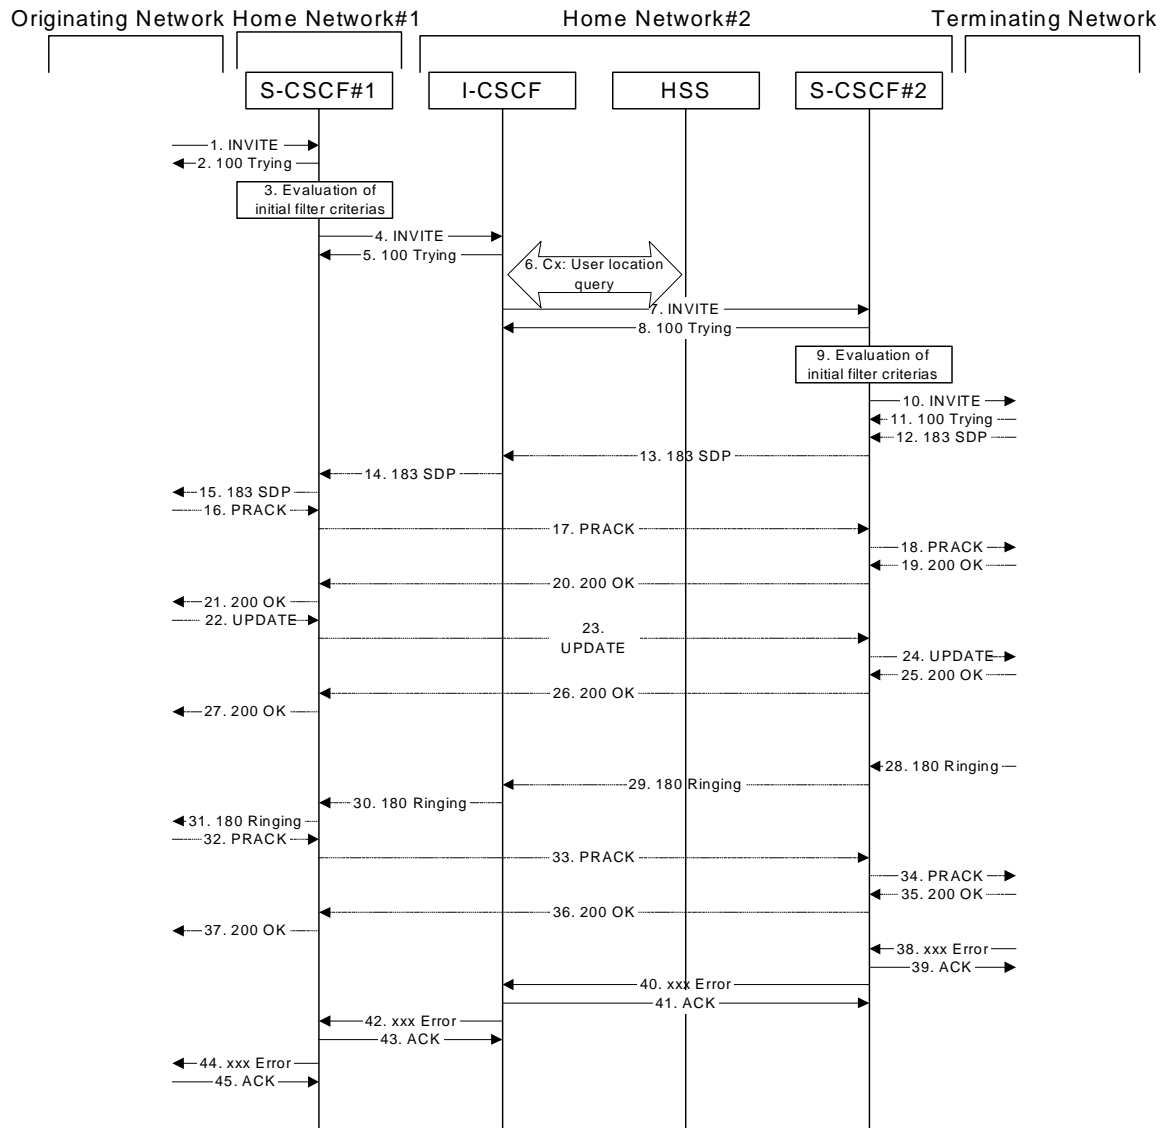 Originating Network Home Network#1 Home Network#2 Terminating Network
S-CSCF#1 I-CSCF HSS S-CSCF#2
1. INVITE
2. 100 Trying
3. Evaluation of
initial filter criterias
4. INVITE
5. 100 Trying
6. Cx: User location
query
7. INVITE
8. 100 Trying
9. Evaluation of
initial filter criterias
10. INVITE
11. 100 Trying
12. 183 SDP
13. 183 SDP
14. 183 SDP
15. 183 SDP
16. PRACK
17. PRACK
18. PRACK
19. 200 OK
20. 200 OK
21. 200 OK
22. UPDATE
23.
UPDATE
24. UPDATE
25. 200 OK
26. 200 OK
27. 200 OK
28. 180 Ringing
29. 180 Ringing
30. 180 Ringing
31. 180 Ringing
32. PRACK
33. PRACK
34. PRACK
35. 200 OK
36. 200 OK
37. 200 OK
38. xxx Error
39. ACK
40. xxx Error
41. ACK
42. xxx Error
43. ACK
44. xxx Error
45. ACK